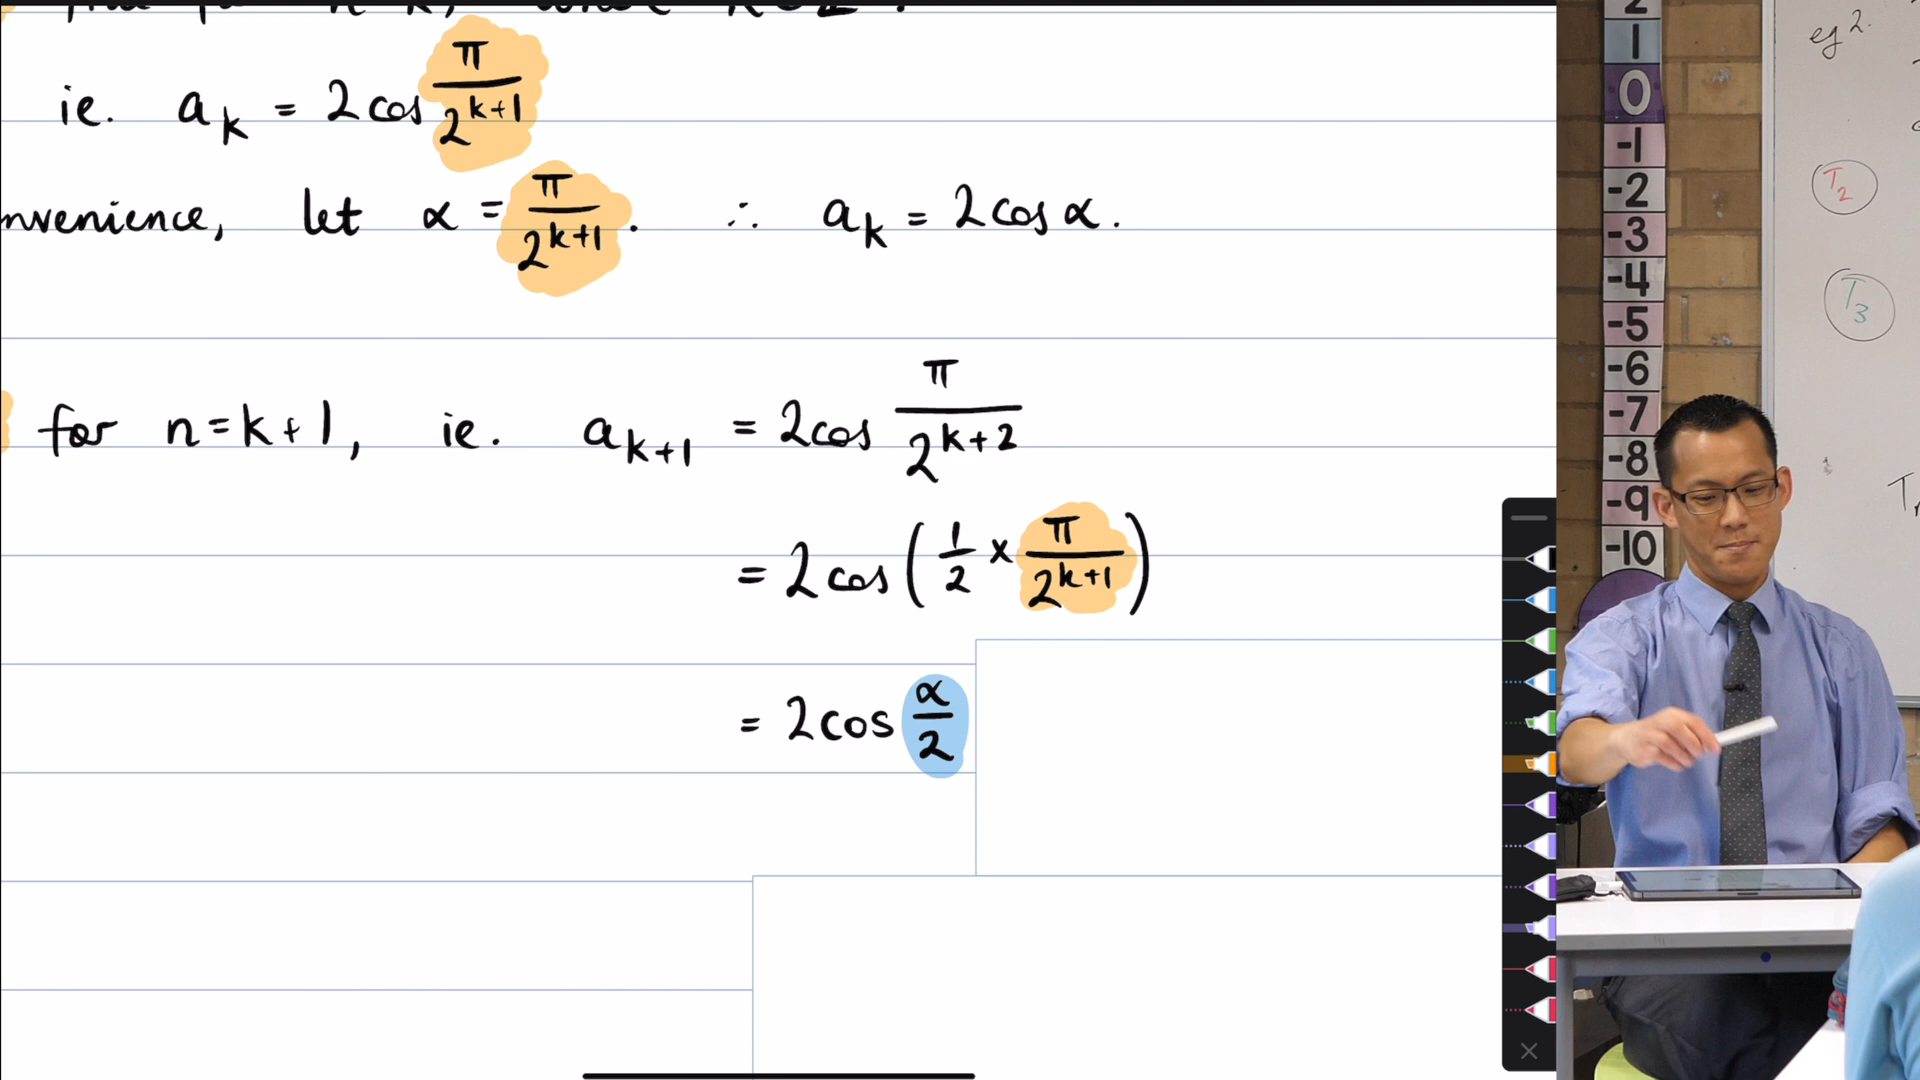 ie. a_k = 2cos π/2^(k+1)
nvenience, let α = π/2^(k+1). ∴ a_k = 2cos α.
for n=k+1, ie. a_(k+1) = 2cos π/2^(k+2)
= 2cos(1/2 × π/2^(k+1))
= 2cos α/2
2
1
0
-1
-2
-3
-4
-5
-6
-7
-8
-9
-10
eg 2.
T2
T3